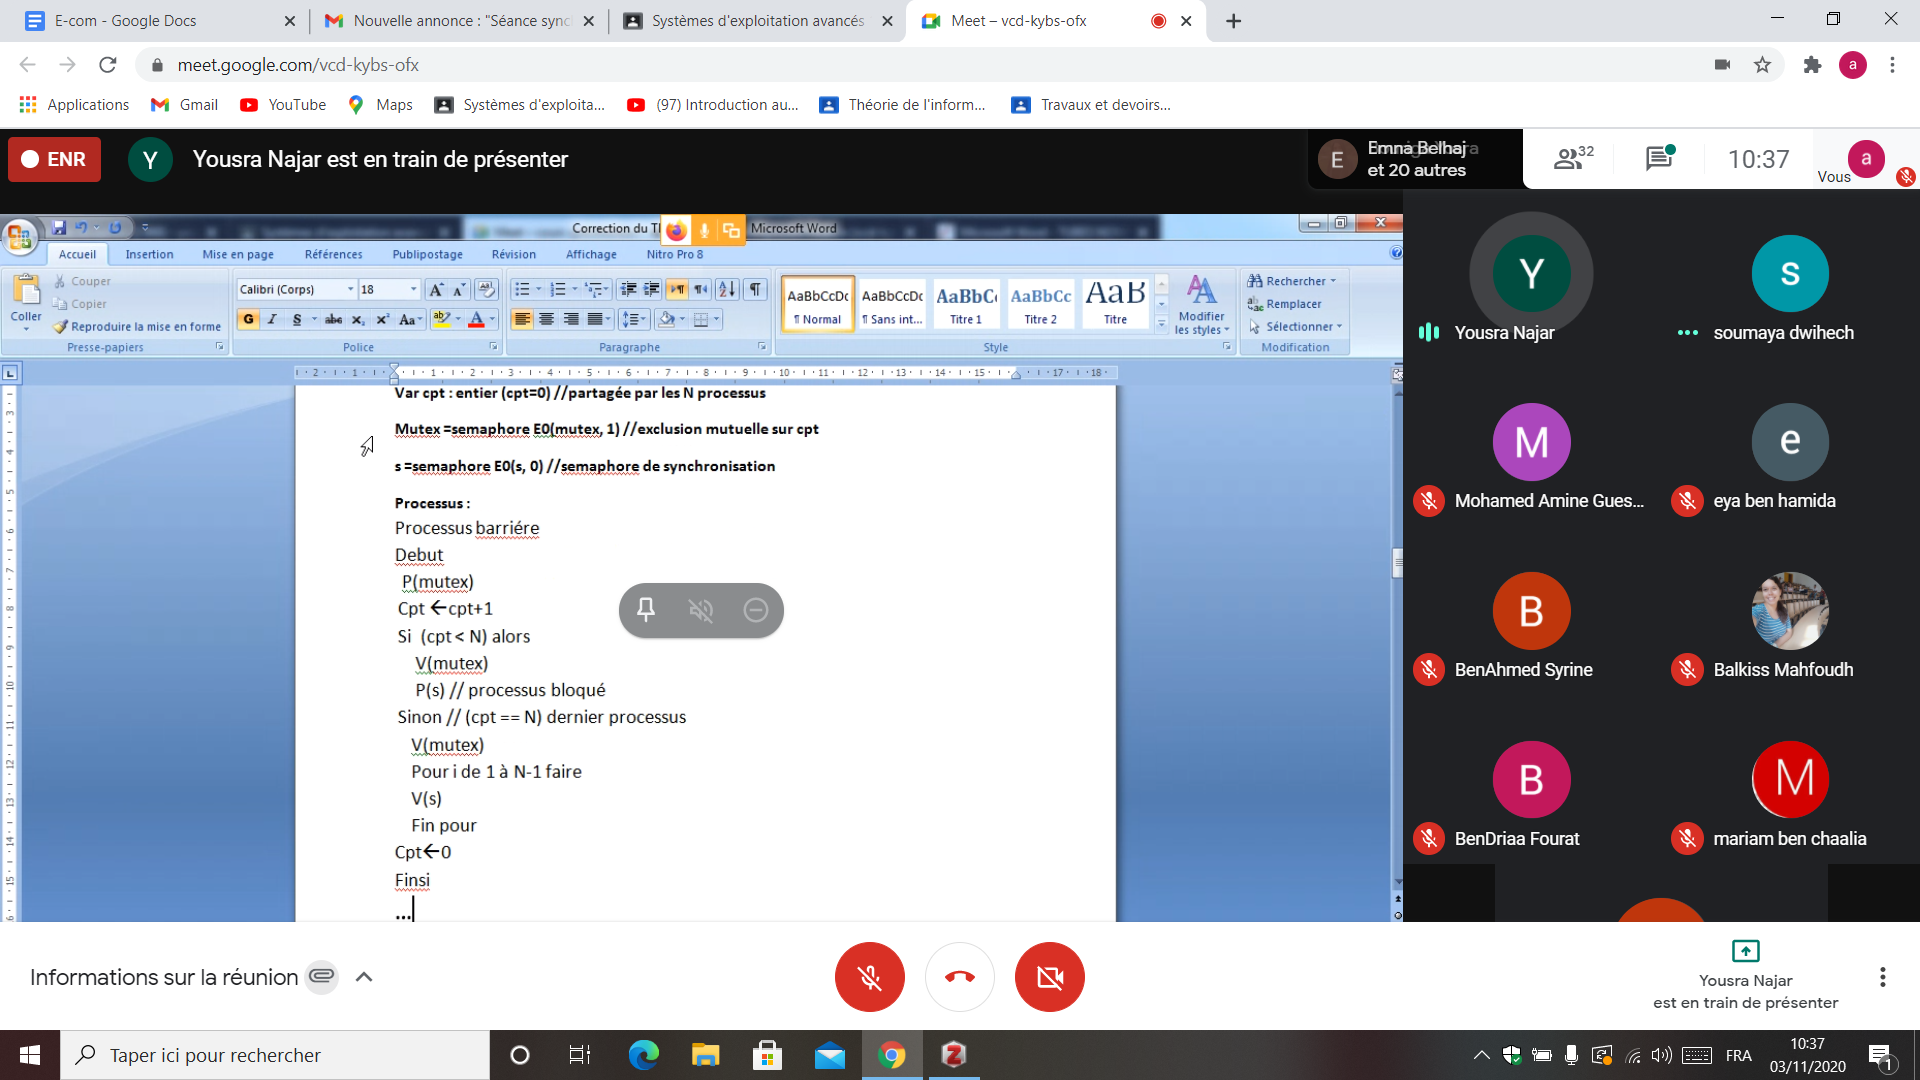 E-com - Google Docs
Nouvelle annonce : "Séance sync
Systèmes d'exploitation avancés
Meet – vcd-kybs-ofx
meet.google.com/vcd-kybs-ofx
a
Applications
Gmail
YouTube
Maps
Systèmes d'exploita...
(97) Introduction au...
Théorie de l'inform...
Travaux et devoirs...
ENR
Y
Yousra Najar est en train de présenter
E
Emna Belhaj
et 20 autres
32
10:37
Vous
a
Correction du T
Microsoft Word
Accueil
Insertion
Mise en page
Références
Publipostage
Révision
Affichage
Nitro Pro 8
Coller
Couper
Copier
Reproduire la mise en forme
Presse-papiers
Calibri (Corps)
18
G I S abc x₂ x² Aa
Police
Paragraphe
AaBbCcDc
¶ Normal
AaBbCcDc
¶ Sans int...
AaBbC
Titre 1
AaBbCc
Titre 2
AaB
Titre
Modifier
les styles
Style
Rechercher
Remplacer
Sélectionner
Modification
Var cpt : entier (cpt=0) //partagée par les N processus
Mutex =semaphore E0(mutex, 1) //exclusion mutuelle sur cpt
s =semaphore E0(s, 0) //semaphore de synchronisation
Processus :
Processus barriére
Debut
P(mutex)
Cpt ←cpt+1
Si (cpt < N) alors
V(mutex)
P(s) // processus bloqué
Sinon // (cpt == N) dernier processus
V(mutex)
Pour i de 1 à N-1 faire
V(s)
Fin pour
Cpt←0
Finsi
...
Y
Yousra Najar
s
soumaya dwihech
M
Mohamed Amine Gues...
e
eya ben hamida
B
BenAhmed Syrine
Balkiss Mahfoudh
B
BenDriaa Fourat
M
mariam ben chaalia
Informations sur la réunion
Yousra Najar
est en train de présenter
Taper ici pour rechercher
FRA
10:37
03/11/2020
1